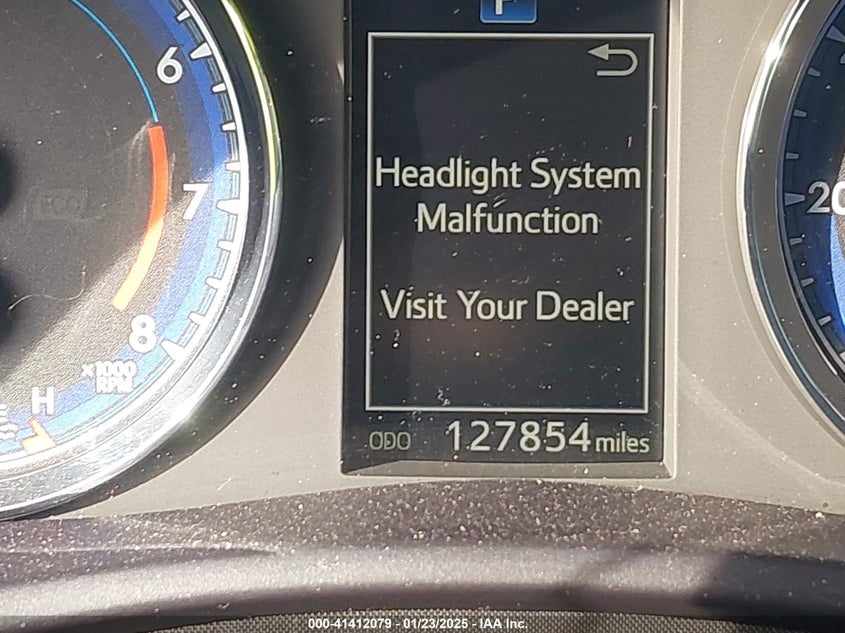 P
6
7
8
x1000
RPM
H
ECO
Headlight System
Malfunction
Visit Your Dealer
ODO 127854 miles
20
000-41412079 - 01/23/2025 - IAA Inc.